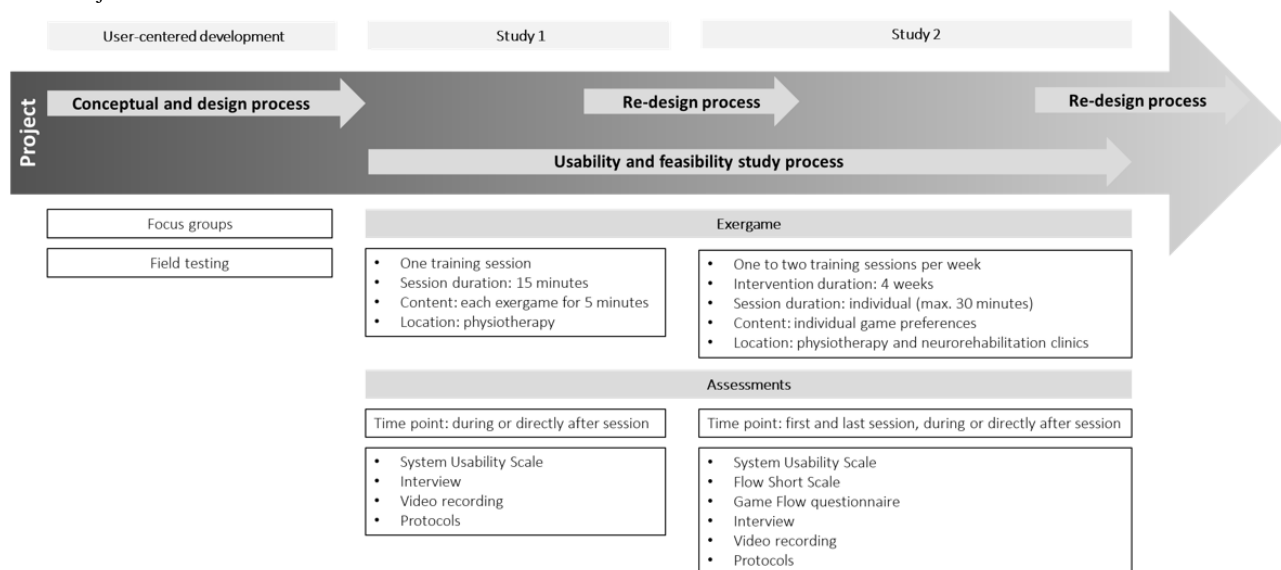 User-centered development
Study 1
Study 2
Project
Conceptual and design process
Re-design process
Re-design process
Usability and feasibility study process
Focus groups
Field testing
Exergame
• One training session
• Session duration: 15 minutes
• Content: each exergame for 5 minutes
• Location: physiotherapy
• One to two training sessions per week
• Intervention duration: 4 weeks
• Session duration: individual (max. 30 minutes)
• Content: individual game preferences
• Location: physiotherapy and neurorehabilitation clinics
Assessments
Time point: during or directly after session
Time point: first and last session, during or directly after session
• System Usability Scale
• Interview
• Video recording
• Protocols
• System Usability Scale
• Flow Short Scale
• Game Flow questionnaire
• Interview
• Video recording
• Protocols